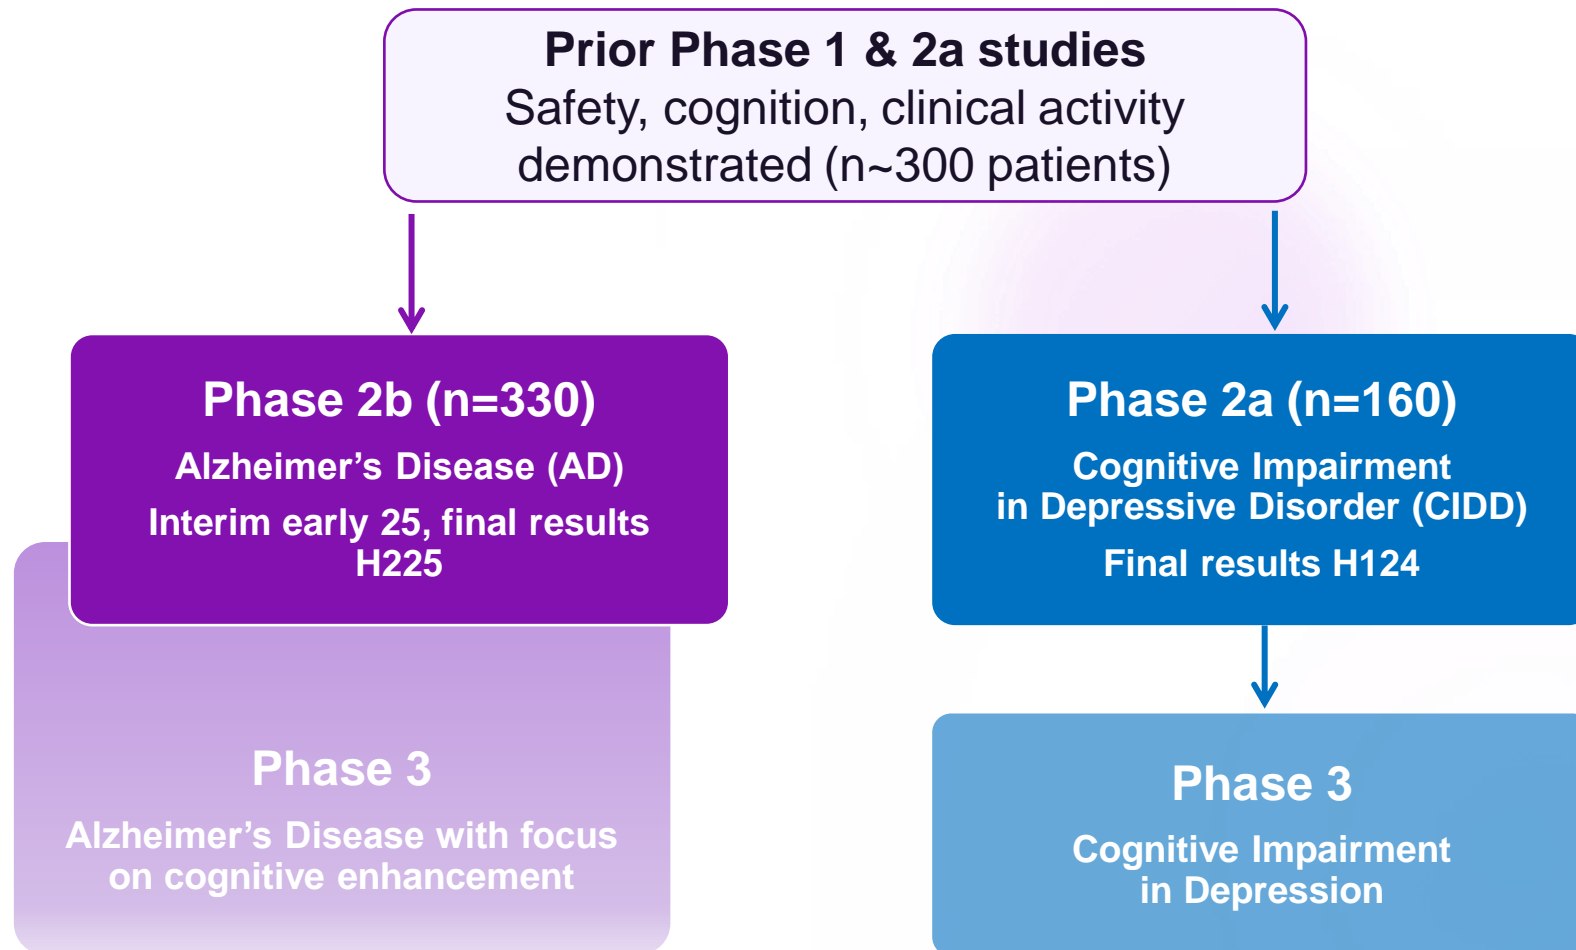 Prior Phase 1 & 2a studies
Safety, cognition, clinical activity
demonstrated (n~300 patients)
Phase 2b (n=330)
Alzheimer’s Disease (AD)
Interim early 25, final results
H225
Phase 3
Alzheimer’s Disease with focus
on cognitive enhancement
Phase 2a (n=160)
Cognitive Impairment
in Depressive Disorder (CIDD)
Final results H124
Phase 3
Cognitive Impairment
in Depression